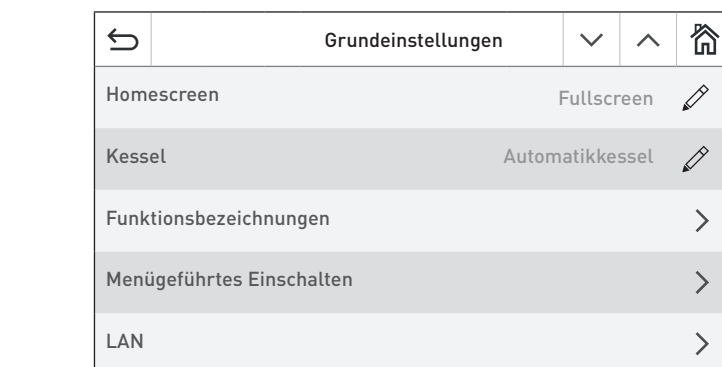 Grundeinstellungen
Homescreen Fullscreen
Kessel Automatikkessel
Funktionsbezeichnungen
Menügeführtes Einschalten
LAN